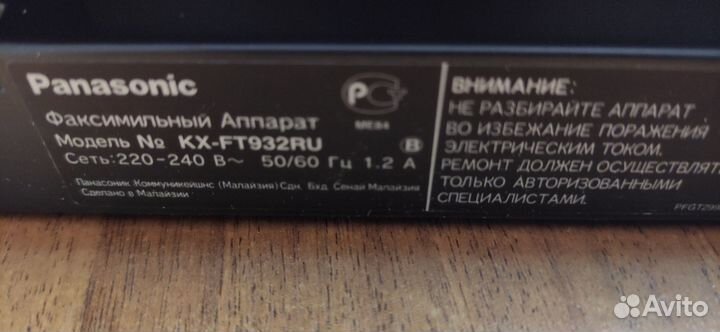 Panasonic
Факсимильный Аппарат
Модель № KX-FT932RU
Сеть: 220-240 В~ 50/60 Гц 1.2 А
Панасоник Коммуникейшнс (Малайзия) Сдн. Бхд. Сенай Малайзия
Сделано в Малайзии
ME84
B
ВНИМАНИЕ:
НЕ РАЗБИРАЙТЕ АППАРАТ
ВО ИЗБЕЖАНИЕ ПОРАЖЕНИЯ
ЭЛЕКТРИЧЕСКИМ ТОКОМ.
РЕМОНТ ДОЛЖЕН ОСУЩЕСТВЛЯТЬ
ТОЛЬКО АВТОРИЗОВАННЫМИ
СПЕЦИАЛИСТАМИ.
Avito